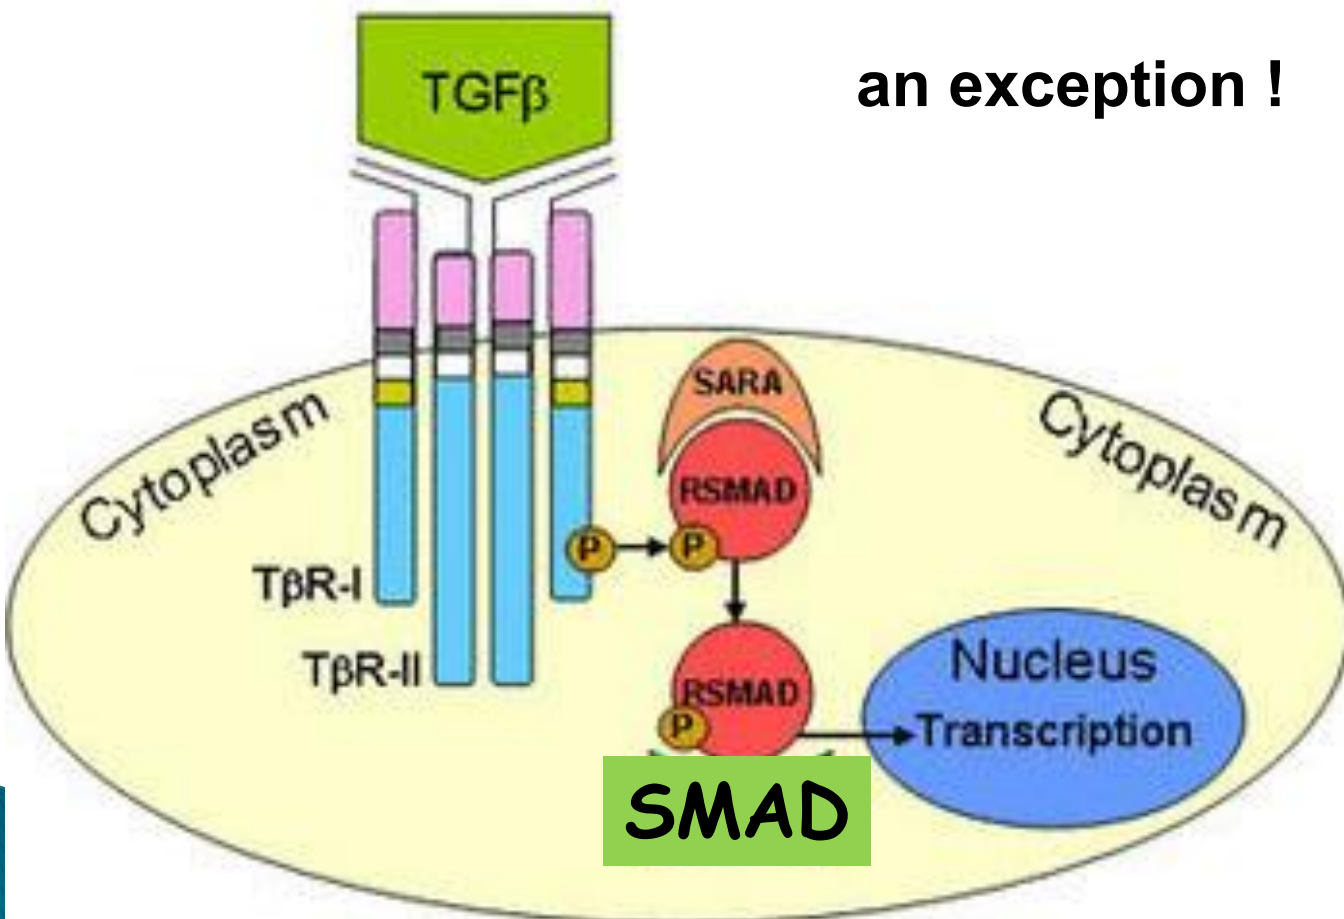 TGFβ
an exception !
SARA
Cytoplasm
Cytoplasm
RSMAD
P
P
TβR-I
TβR-II
RSMAD
P
Nucleus
Transcription
SMAD